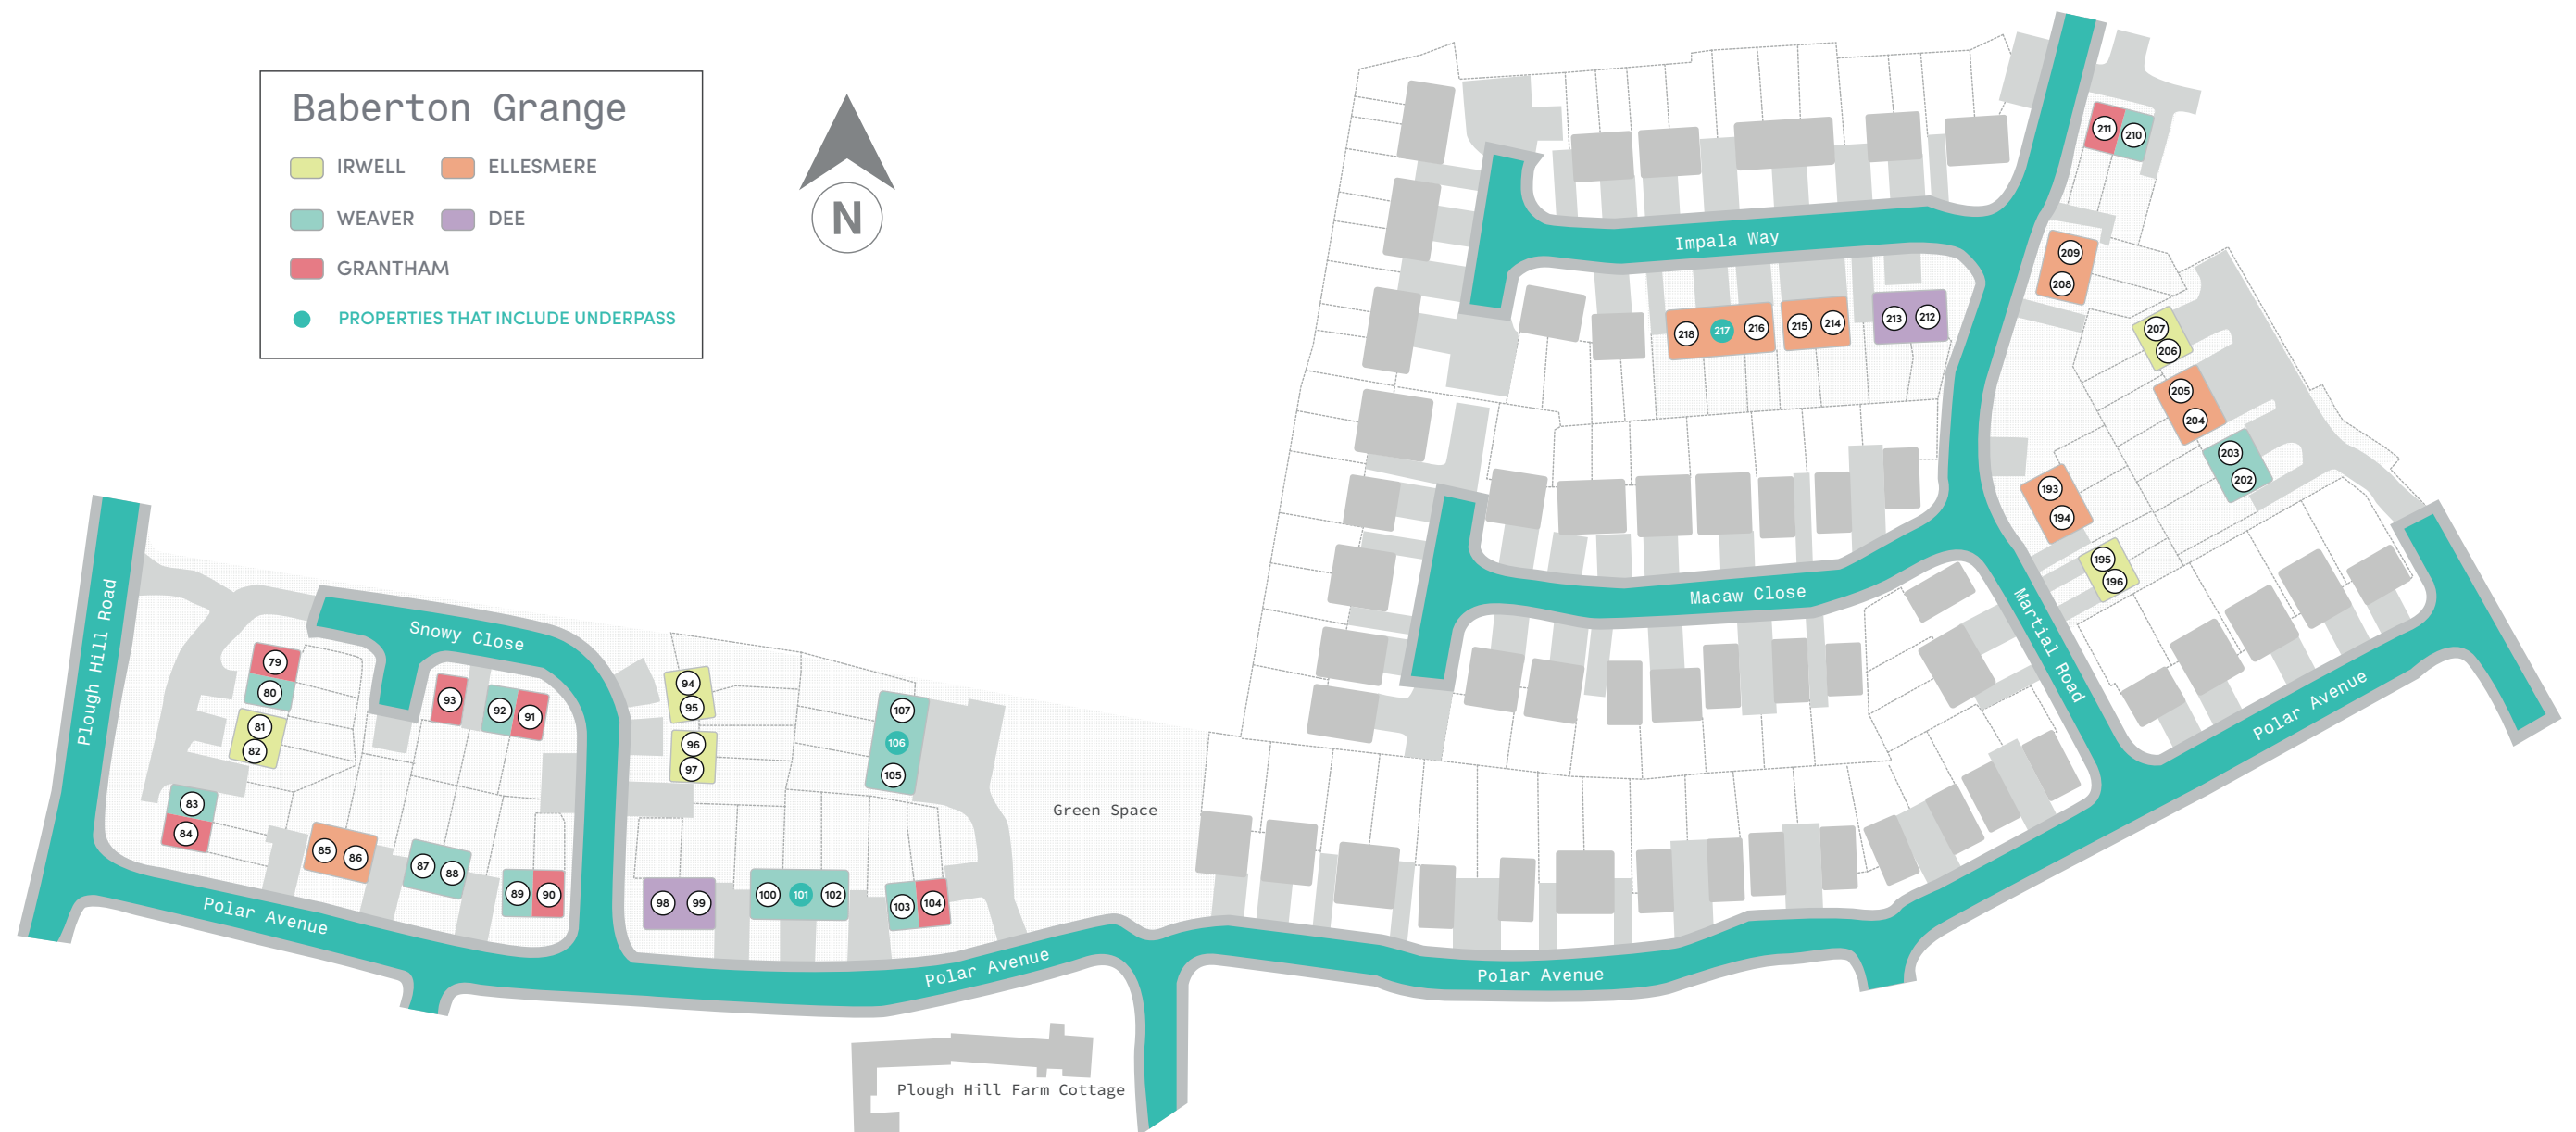 Baberton Grange
IRWELL
ELLESMERE
WEAVER
DEE
GRANTHAM
PROPERTIES THAT INCLUDE UNDERPASS
N
Impala Way
Macaw Close
Martial Road
Polar Avenue
Snowy Close
Plough Hill Road
Polar Avenue
Polar Avenue
Polar Avenue
Green Space
Plough Hill Farm Cottage
79
80
81
82
83
84
85
86
87
88
89
90
91
92
93
94
95
96
97
98
99
100
101
102
103
104
105
106
107
193
194
195
196
202
203
204
205
206
207
208
209
210
211
212
213
214
215
216
217
218